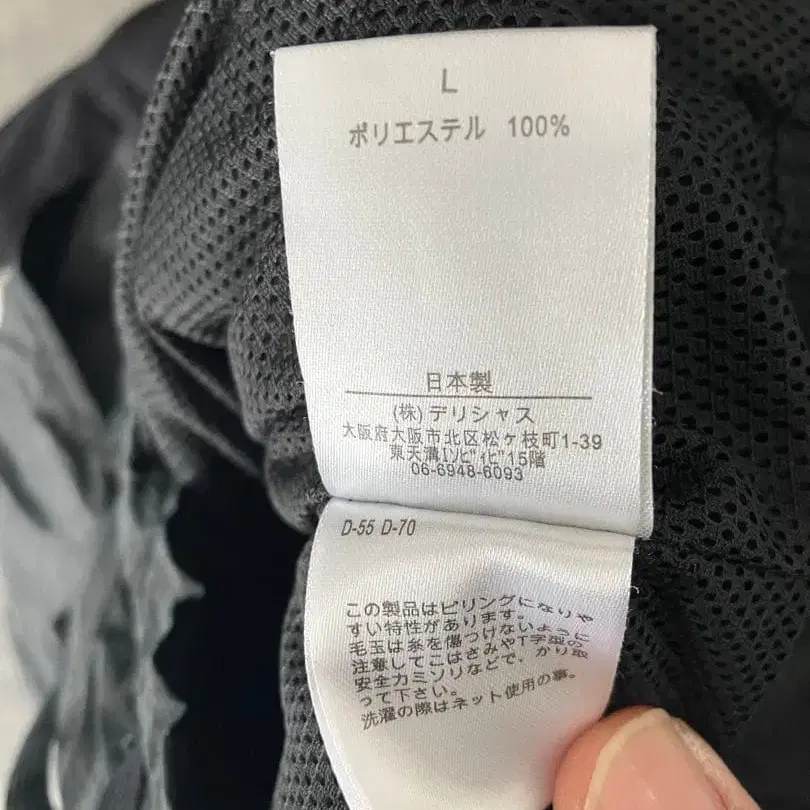 L
ポリエステル 100%
日本製
(株)デリシャス
大阪府大阪市北区松ヶ枝町1-39
東天満ｴﾝﾋﾞｲﾋﾞ15階
06-6948-6093
D-55 D-70
この製品はピリングになりや
すい特性があります。
毛玉は糸を傷つけないように
注意してこはさみやT字型の
安全カミソリなどで、かり取
って下さい。
洗濯の際はネット使用の事。